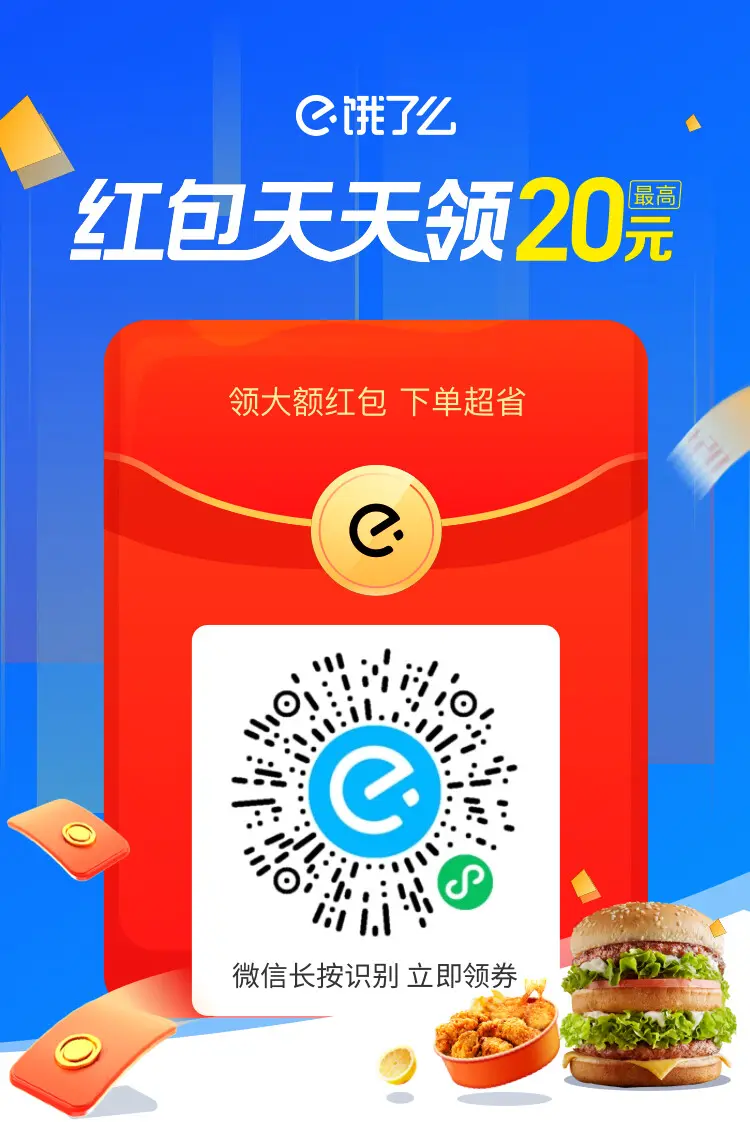 饿了么
红包天天领20元
最高
领大额红包 下单超省
微信长按识别 立即领券